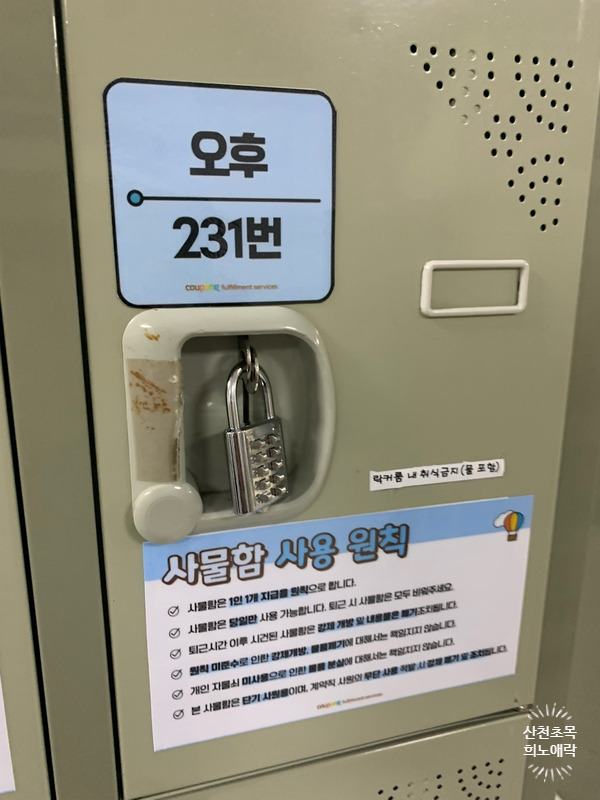 오후
231번
coupang fulfillment services
락커룸 내 취식금지(물 포함)
사물함 사용 원칙
사물함은 1인 1개 지급을 원칙으로 합니다.
사물함은 당일만 사용 가능합니다. 퇴근 시 사물함은 모두 비워주세요.
퇴근시간 이후 시건된 사물함은 강제 개방 및 내용물은 폐기조치됩니다.
원칙 미준수로 인한 강제개방, 물품폐기에 대해서는 책임지지 않습니다.
개인 자물쇠 미사용으로 인한 물품 분실에 대해서는 책임지지 않습니다.
본 사물함은 단기 사원용이며, 계약직 사원의 무단 사용 적발 시 강제 폐기 및 조치됩니다.
coupang fulfillment services
산천초목
희노애락